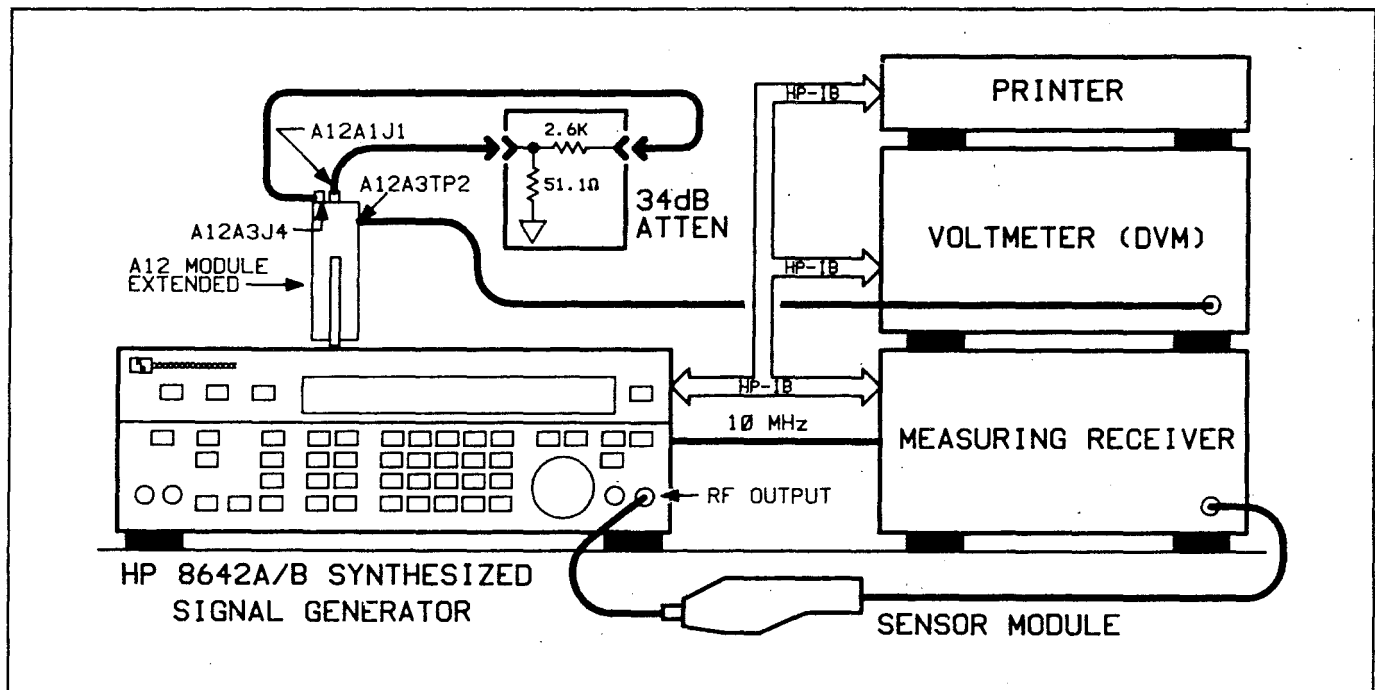 HP-IB
PRINTER
A12A1J1
2.6K
51.1Ω
A12A3TP2
34dB
ATTEN
A12A3J4
VOLTMETER (DVM)
A12 MODULE
EXTENDED
HP-IB
HP-IB
10 MHz
MEASURING RECEIVER
RF OUTPUT
HP 8642A/B SYNTHESIZED
SIGNAL GENERATOR
SENSOR MODULE